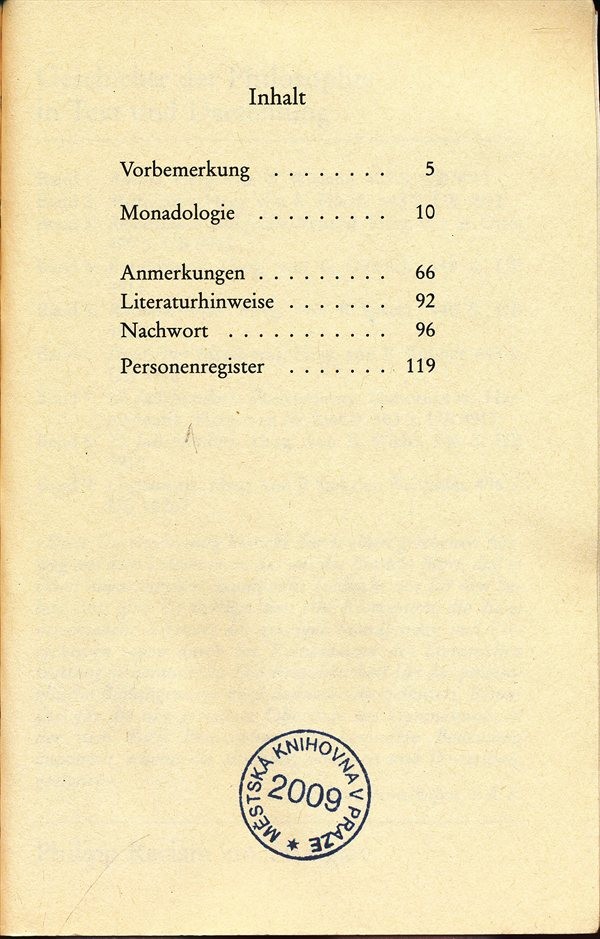 Inhalt
Vorbemerkung . . . . . . . . 5
Monadologie . . . . . . . . . 10
Anmerkungen . . . . . . . . . 66
Literaturhinweise . . . . . . . 92
Nachwort . . . . . . . . . . . 96
Personenregister . . . . . . . 119
MĚSTSKÁ KNIHOVNA V PRAZE ★
2009